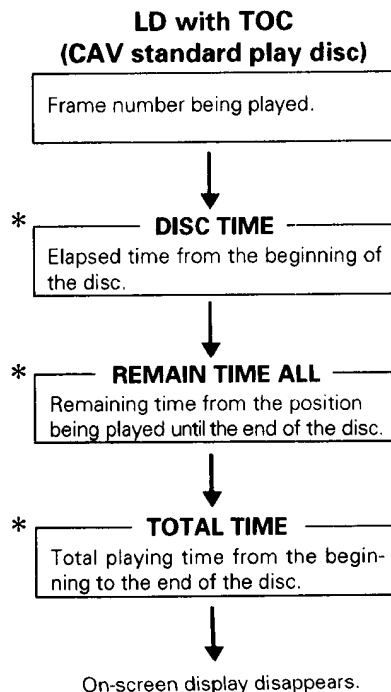 LD with TOC
(CAV standard play disc)
Frame number being played.
* DISC TIME
Elapsed time from the beginning of
the disc.
* REMAIN TIME ALL
Remaining time from the position
being played until the end of the disc.
* TOTAL TIME
Total playing time from the begin-
ning to the end of the disc.
On-screen display disappears.